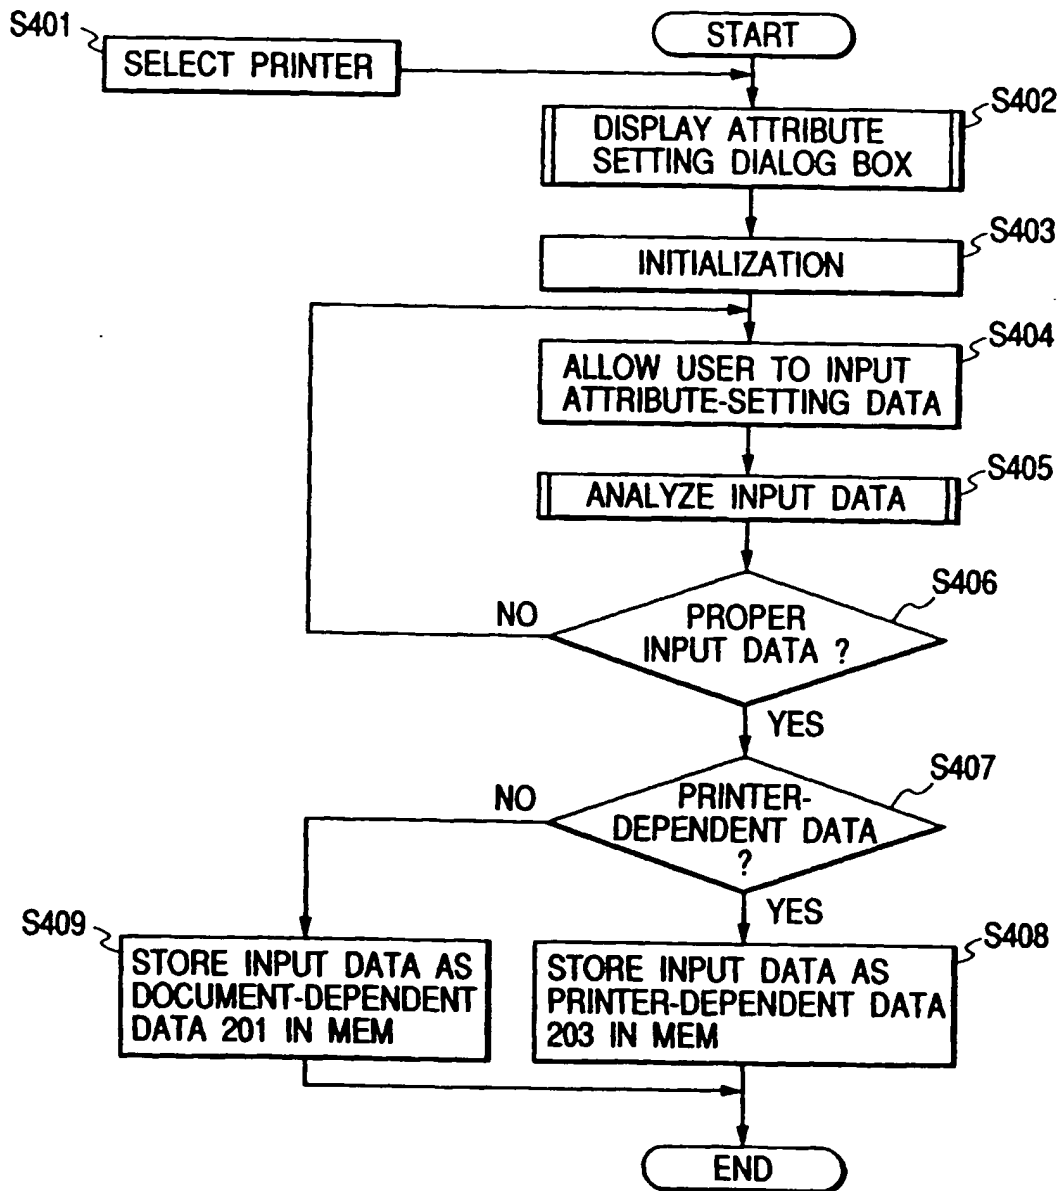 S401
SELECT PRINTER
START
S402
DISPLAY ATTRIBUTE
SETTING DIALOG BOX
S403
INITIALIZATION
S404
ALLOW USER TO INPUT
ATTRIBUTE-SETTING DATA
S405
ANALYZE INPUT DATA
S406
NO
PROPER
INPUT DATA ?
YES
S407
NO
PRINTER-
DEPENDENT DATA
?
YES
S409
STORE INPUT DATA AS
DOCUMENT-DEPENDENT
DATA 201 IN MEM
S408
STORE INPUT DATA AS
PRINTER-DEPENDENT DATA
203 IN MEM
END